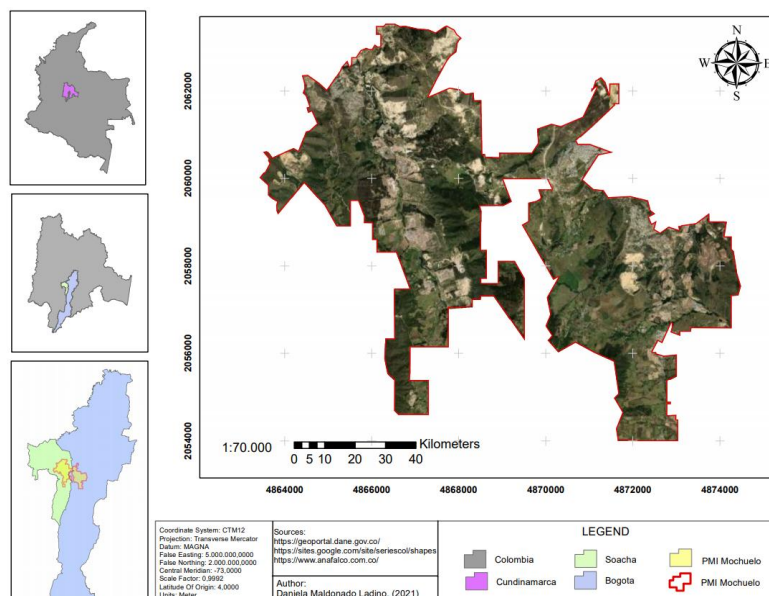 N
W E
S
2062000
2060000
2058000
2056000
2054000
1:70.000
Kilometers
0 5 10 20 30 40
4864000 4866000 4868000 4870000 4872000 4874000
Coordinate System: CTM12
Projection: Transverse Mercator
Datum: MAGNA
False Easting: 5.000.000,0000
False Northing: 2.000.000,0000
Central Meridian: -73,0000
Scale Factor: 0,9992
Latitude Of Origin: 4,0000
Units: Meter
Sources:
https://geoportal.dane.gov.co/
https://sites.google.com/site/seriescol/shapes
https://www.anafalco.com.co/
Author:
Daniela Maldonado Ladino. (2021)
LEGEND
Colombia Soacha PMI Mochuelo
Cundinamarca Bogota PMI Mochuelo